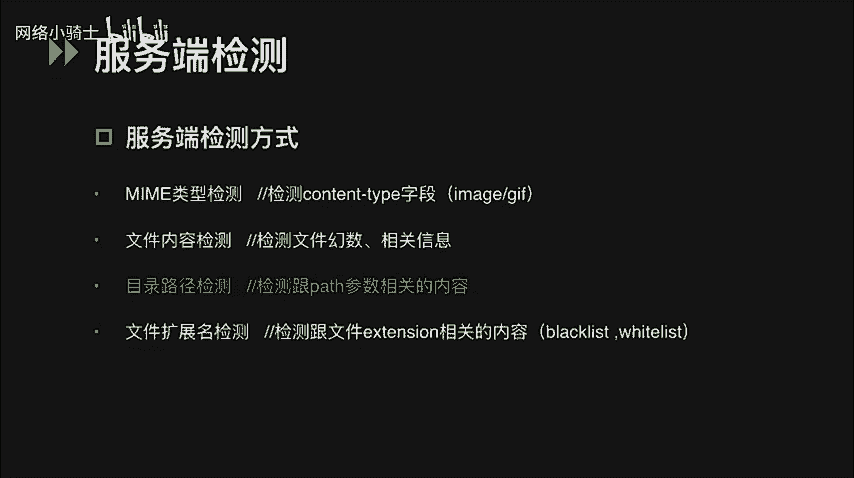 网络小骑士 bilibili
服务端检测
服务端检测方式
MIME类型检测 //检测content-type字段（image/gif）
文件内容检测 //检测文件幻数、相关信息
目录路径检测 //检测跟path参数相关的内容
文件扩展名检测 //检测跟文件extension相关的内容（blacklist ,whitelist）